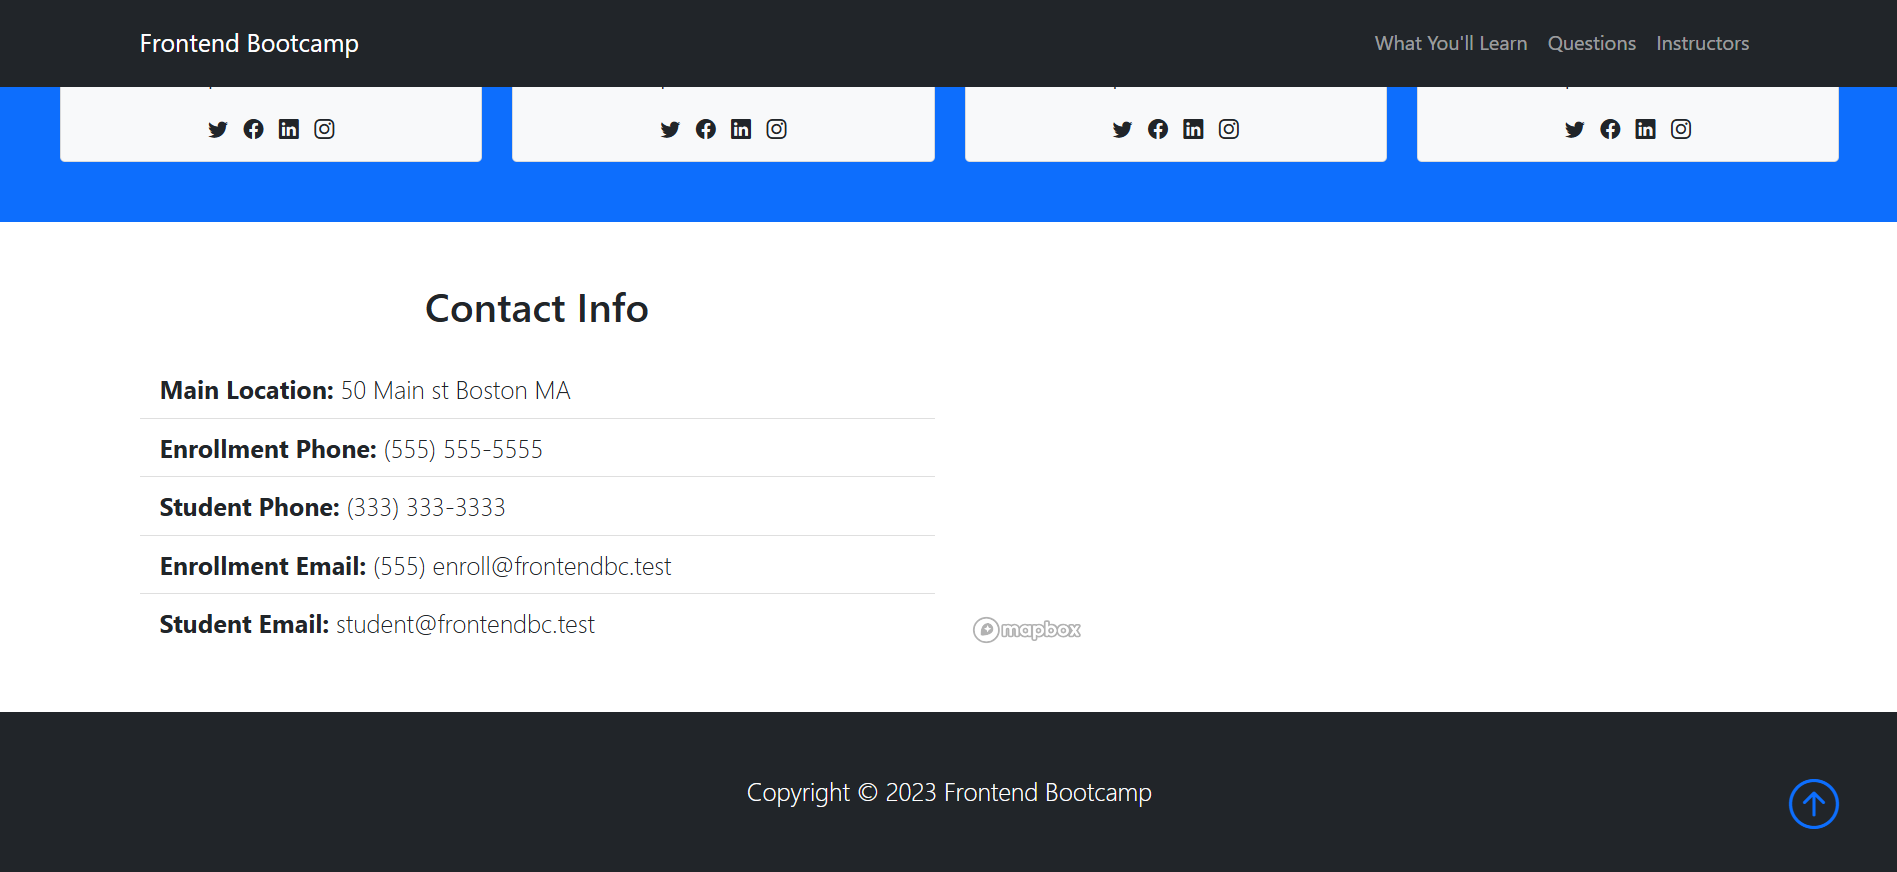 Frontend Bootcamp
What You'll Learn Questions Instructors
Contact Info
Main Location: 50 Main st Boston MA
Enrollment Phone: (555) 555-5555
Student Phone: (333) 333-3333
Enrollment Email: (555) enroll@frontendbc.test
Student Email: student@frontendbc.test
mapbox
Copyright © 2023 Frontend Bootcamp